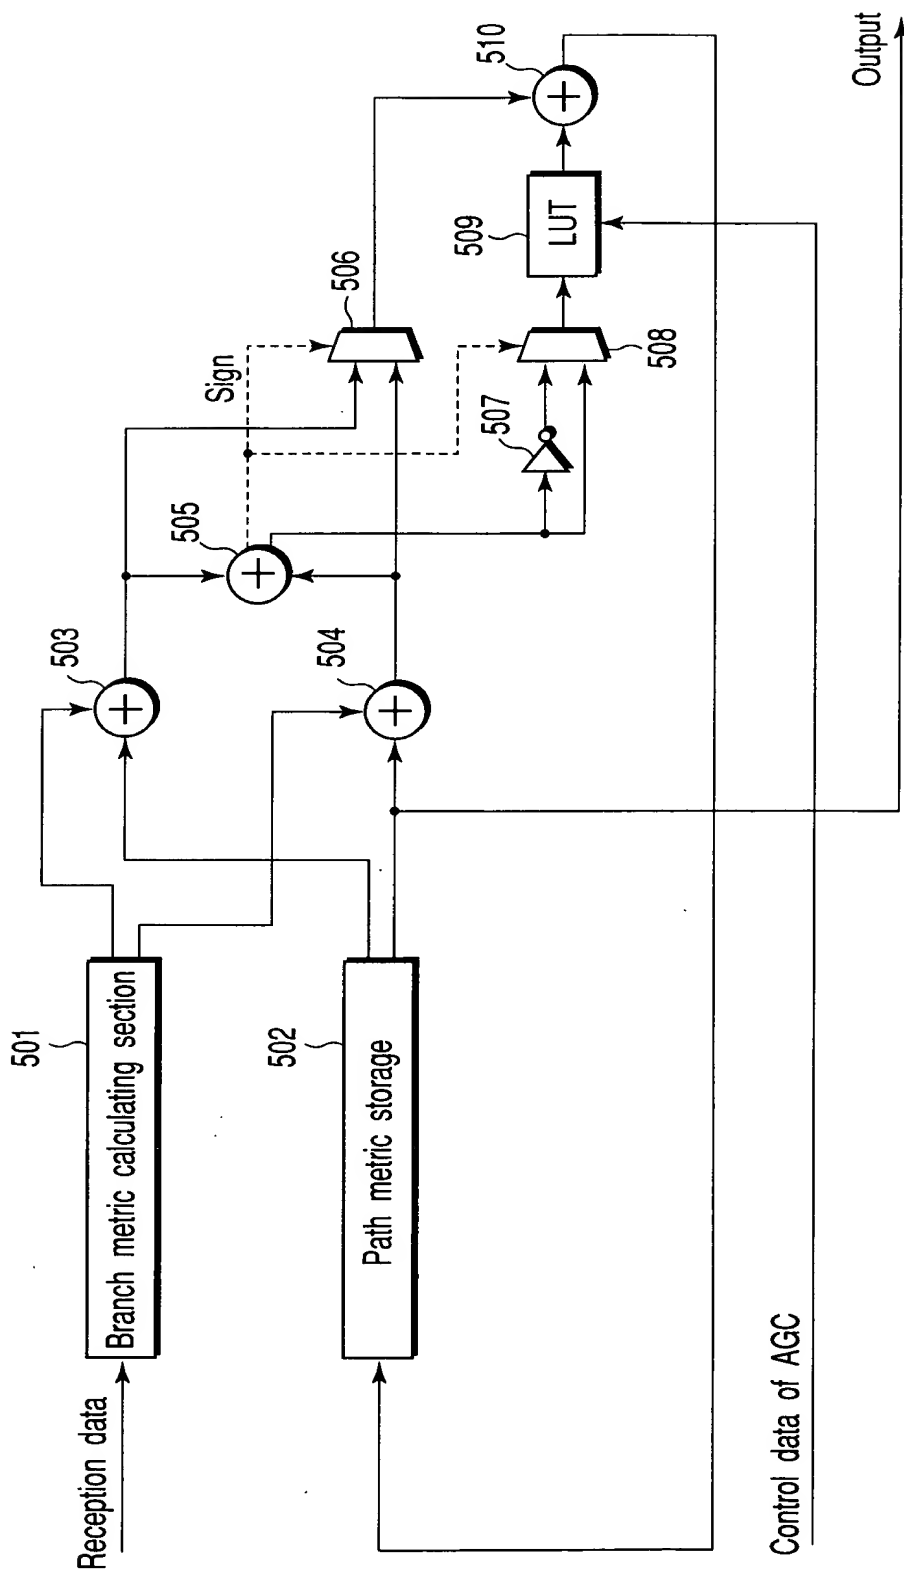 Reception data
501
Branch metric calculating section
502
Path metric storage
503
504
505
Sign
506
507
508
509
LUT
510
Control data of AGC
Output